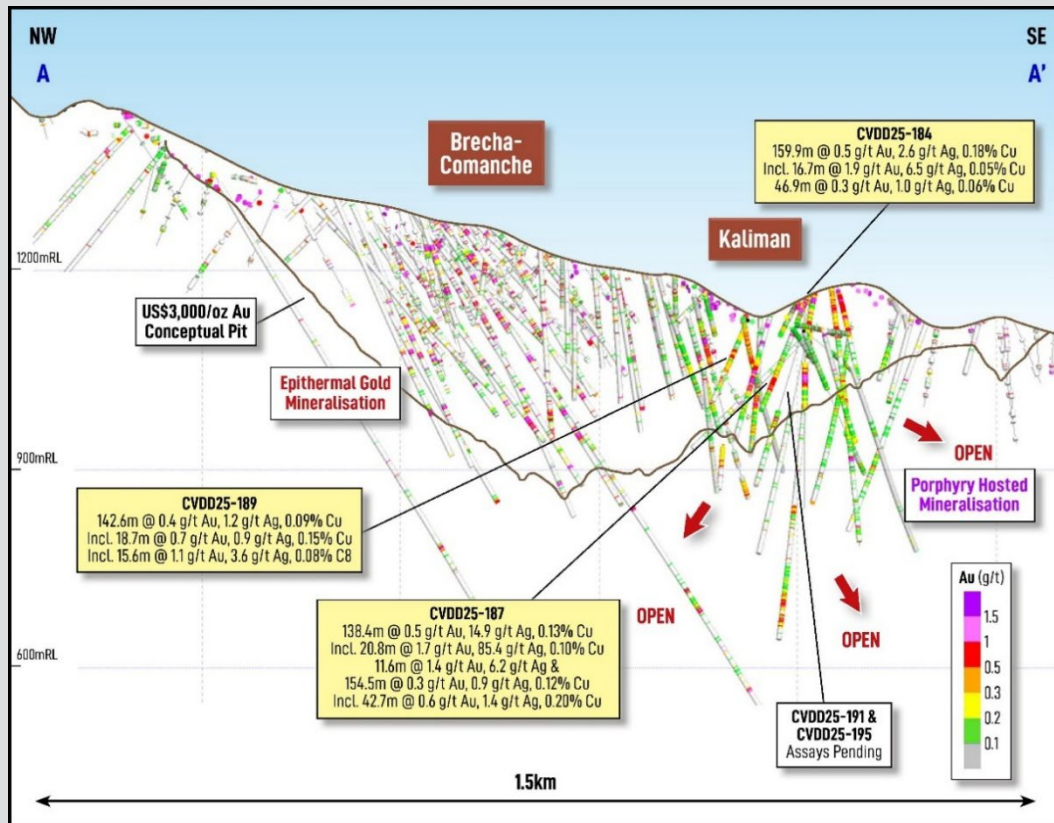 NW
A
SE
A'
Brecha-
Comanche
Kaliman
CVDD25-184
159.9m @ 0.5 g/t Au, 2.6 g/t Ag, 0.18% Cu
Incl. 16.7m @ 1.9 g/t Au, 6.5 g/t Ag, 0.05% Cu
46.9m @ 0.3 g/t Au, 1.0 g/t Ag, 0.06% Cu
1200mRL
US$3,000/oz Au
Conceptual Pit
Epithermal Gold
Mineralisation
900mRL
OPEN
Porphyry Hosted
Mineralisation
CVDD25-189
142.6m @ 0.4 g/t Au, 1.2 g/t Ag, 0.09% Cu
Incl. 18.7m @ 0.7 g/t Au, 0.9 g/t Ag, 0.15% Cu
Incl. 15.6m @ 1.1 g/t Au, 3.6 g/t Ag, 0.08% C8
CVDD25-187
138.4m @ 0.5 g/t Au, 14.9 g/t Ag, 0.13% Cu
Incl. 20.8m @ 1.7 g/t Au, 85.4 g/t Ag, 0.10% Cu
11.6m @ 1.4 g/t Au, 6.2 g/t Ag &
154.5m @ 0.3 g/t Au, 0.9 g/t Ag, 0.12% Cu
Incl. 42.7m @ 0.6 g/t Au, 1.4 g/t Ag, 0.20% Cu
OPEN
OPEN
600mRL
CVDD25-191 &
CVDD25-195
Assays Pending
Au (g/t)
1.5
1
0.5
0.3
0.2
0.1
1.5km